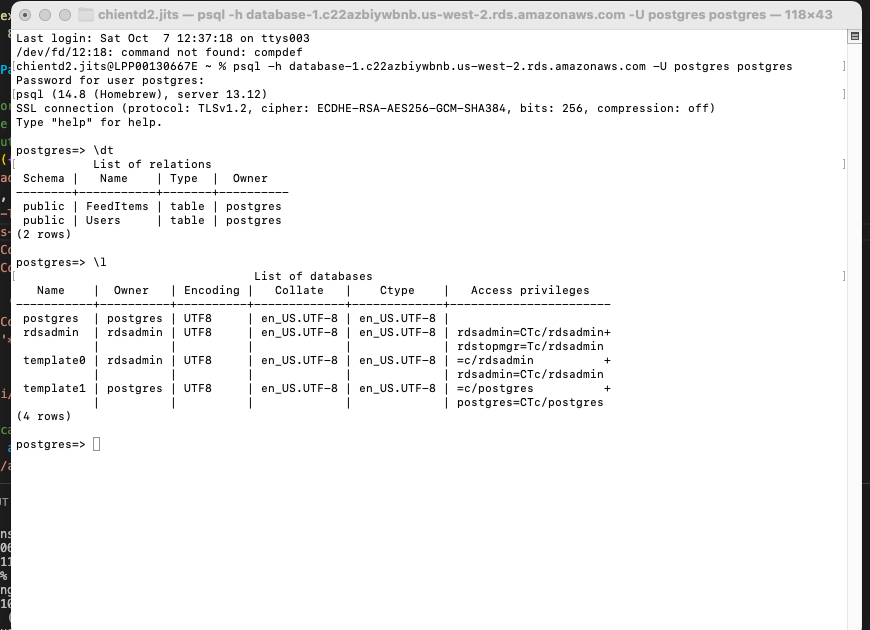 chientd2.jits — psql -h database-1.c22azbiywbnb.us-west-2.rds.amazonaws.com -U postgres postgres — 118×43
Last login: Sat Oct  7 12:37:18 on ttys003
/dev/fd/12:18: command not found: compdef
[chientd2.jits@LPP00130667E ~ % psql -h database-1.c22azbiywbnb.us-west-2.rds.amazonaws.com -U postgres postgres ]
Password for user postgres:
[psql (14.8 (Homebrew), server 13.12) ]
SSL connection (protocol: TLSv1.2, cipher: ECDHE-RSA-AES256-GCM-SHA384, bits: 256, compression: off)
Type "help" for help.

postgres=> \dt
[          List of relations ]
 Schema |   Name    | Type  |  Owner
--------+-----------+-------+----------
 public | FeedItems | table | postgres
 public | Users     | table | postgres
(2 rows)

postgres=> \l
[                                 List of databases ]
   Name    |  Owner   | Encoding |   Collate   |    Ctype    |   Access privileges
-----------+----------+----------+-------------+-------------+-----------------------
 postgres  | postgres | UTF8     | en_US.UTF-8 | en_US.UTF-8 |
 rdsadmin  | rdsadmin | UTF8     | en_US.UTF-8 | en_US.UTF-8 | rdsadmin=CTc/rdsadmin+
           |          |          |             |             | rdstopmgr=Tc/rdsadmin
 template0 | rdsadmin | UTF8     | en_US.UTF-8 | en_US.UTF-8 | =c/rdsadmin          +
           |          |          |             |             | rdsadmin=CTc/rdsadmin
 template1 | postgres | UTF8     | en_US.UTF-8 | en_US.UTF-8 | =c/postgres          +
           |          |          |             |             | postgres=CTc/postgres
(4 rows)

postgres=>